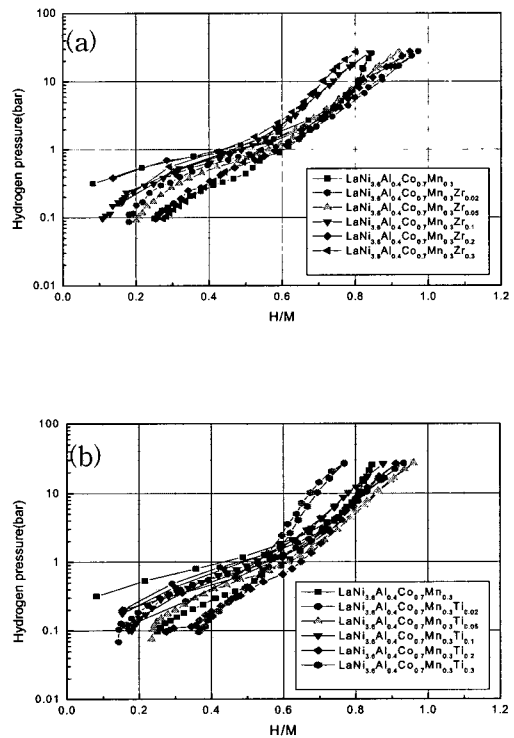 (a)
Hydrogen pressure(bar)
100
10
1
0.1
0.01
0.0 0.2 0.4 0.6 0.8 1.0 1.2
H/M
LaNi3.6Al0.4Co0.7Mn0.3
LaNi3.6Al0.4Co0.7Mn0.3Zr0.02
LaNi3.6Al0.4Co0.7Mn0.3Zr0.05
LaNi3.6Al0.4Co0.7Mn0.3Zr0.1
LaNi3.6Al0.4Co0.7Mn0.3Zr0.2
LaNi3.6Al0.4Co0.7Mn0.3Zr0.3
(b)
Hydrogen pressure(bar)
100
10
1
0.1
0.01
0.0 0.2 0.4 0.6 0.8 1.0 1.2
H/M
LaNi3.6Al0.4Co0.7Mn0.3
LaNi3.6Al0.4Co0.7Mn0.3Ti0.02
LaNi3.6Al0.4Co0.7Mn0.3Ti0.05
LaNi3.6Al0.4Co0.7Mn0.3Ti0.1
LaNi3.6Al0.4Co0.7Mn0.3Ti0.2
LaNi3.6Al0.4Co0.7Mn0.3Ti0.3